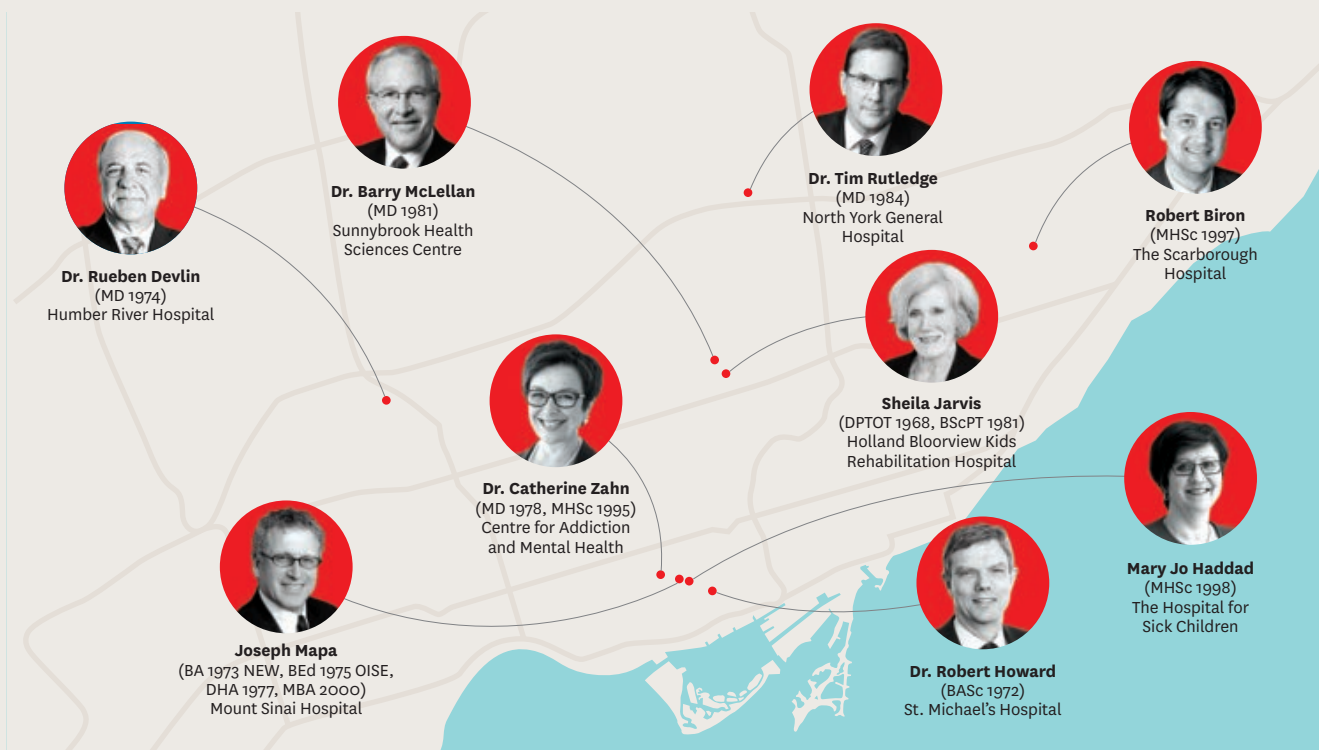 Dr. Barry McLellan
(MD 1981)
Sunnybrook Health
Sciences Centre
Dr. Tim Rutledge
(MD 1984)
North York General
Hospital
Robert Biron
(MHSc 1997)
The Scarborough
Hospital
Dr. Rueben Devlin
(MD 1974)
Humber River Hospital
Sheila Jarvis
(DPTOT 1968, BScPT 1981)
Holland Bloorview Kids
Rehabilitation Hospital
Dr. Catherine Zahn
(MD 1978, MHSc 1995)
Centre for Addiction
and Mental Health
Mary Jo Haddad
(MHSc 1998)
The Hospital for
Sick Children
Joseph Mapa
(BA 1973 NEW, BEd 1975 OISE,
DHA 1977, MBA 2000)
Mount Sinai Hospital
Dr. Robert Howard
(BASc 1972)
St. Michael's Hospital